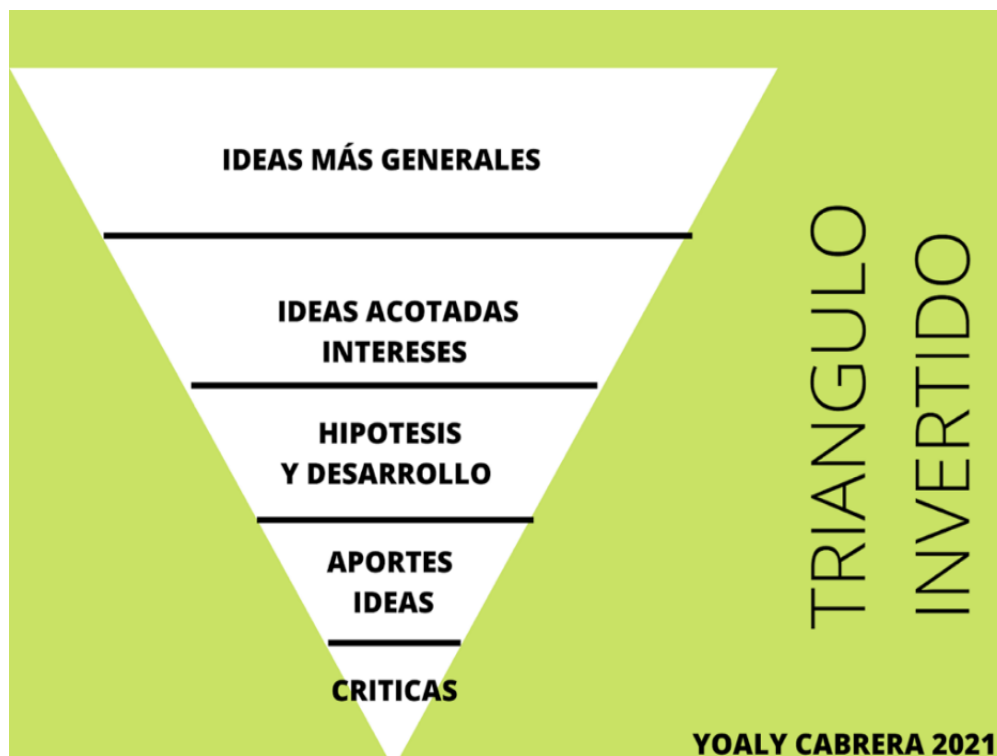 IDEAS MÁS GENERALES
IDEAS ACOTADAS
INTERESES
HIPOTESIS
Y DESARROLLO
APORTES
IDEAS
CRITICAS
TRIANGULO
INVERTIDO
YOALY CABRERA 2021